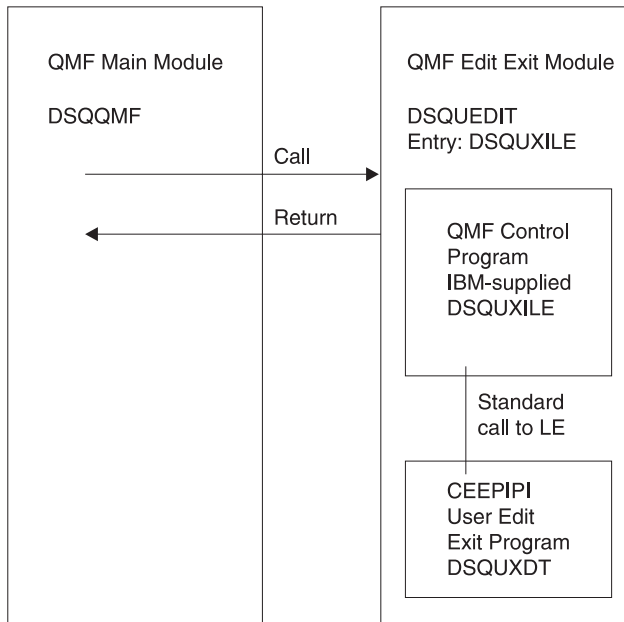 QMF Main Module
DSQQMF
Call
Return
QMF Edit Exit Module
DSQUEDIT
Entry: DSQUXILE
QMF Control
Program
IBM-supplied
DSQUXILE
Standard
call to LE
CEEPIPI
User Edit
Exit Program
DSQUXDT